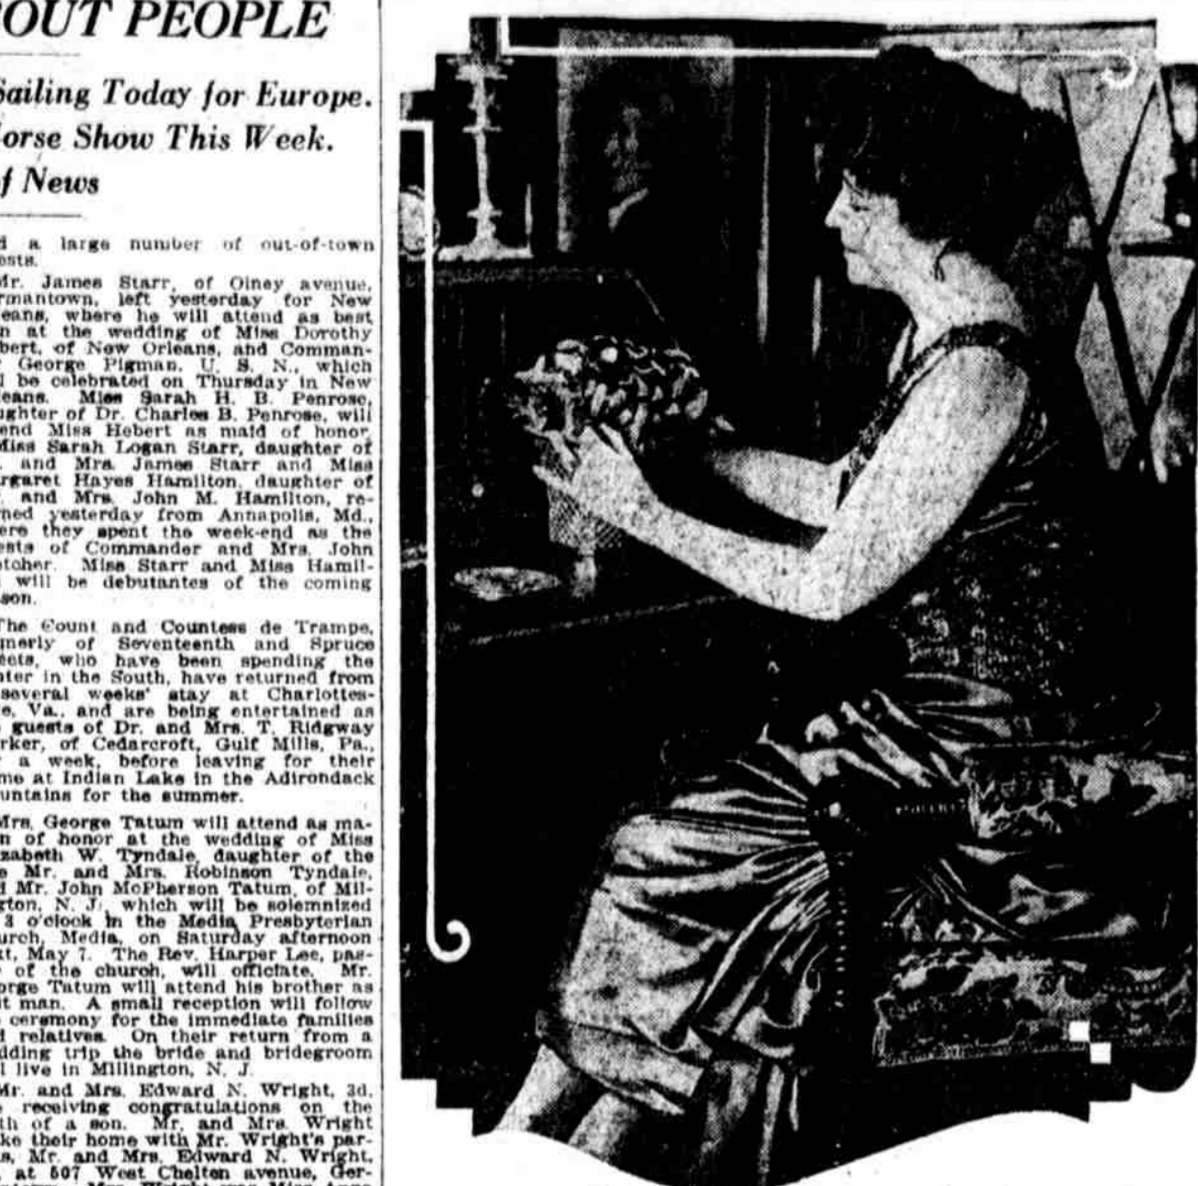 OUT PEOPLE
Sailing Today for Europe.
orse Show This Week.
f News
d a large number of out-of-town
ests.
Mr. James Starr, of Olney avenue,
rmantown, left yesterday for New
leans, where he will attend as best
n at the wedding of Miss Dorothy
bert, of New Orleans, and Comman-
George Pigman, U. S. N., which
l be celebrated on Thursday in New
leans. Miss Sarah H. B. Penrose,
ughter of Dr. Charles B. Penrose, will
end Miss Hebert as maid of honor.
Miss Sarah Logan Starr, daughter of
. and Mrs. James Starr and Miss
rgaret Hayes Hamilton, daughter of
. and Mrs. John M. Hamilton, re-
ned yesterday from Annapolis, Md.,
ere they spent the week-end as the
ests of Commander and Mrs. John
tcher. Miss Starr and Miss Hamil-
will be debutantes of the coming
son.
The Count and Countess de Trampe,
merly of Seventeenth and Spruce
eets, who have been spending the
nter in the South, have returned from
several weeks' stay at Charlottes-
e, Va., and are being entertained as
guests of Dr. and Mrs. T. Ridgway
rker, of Cedarcroft, Gulf Mills, Pa.,
r a week, before leaving for their
me at Indian Lake in the Adirondack
untains for the summer.
Mrs. George Tatum will attend as ma-
n of honor at the wedding of Miss
zabeth W. Tyndale, daughter of the
e Mr. and Mrs. Robinson Tyndale,
d Mr. John McPherson Tatum, of Mil-
gton, N. J., which will be solemnized
3 o'clock in the Media Presbyterian
urch, Media, on Saturday afternoon
xt, May 7. The Rev. Harper Lee, pas-
of the church, will officiate. Mr.
orge Tatum will attend his brother as
t man. A small reception will follow
ceremony for the immediate families
d relatives. On their return from a
dding trip the bride and bridegroom
l live in Millington, N. J.
Mr. and Mrs. Edward N. Wright, 3d,
receiving congratulations on the
th of a son. Mr. and Mrs. Wright
ke their home with Mr. Wright's par-
s, Mr. and Mrs. Edward N. Wright,
at 507 West Chelten avenue, Ger-